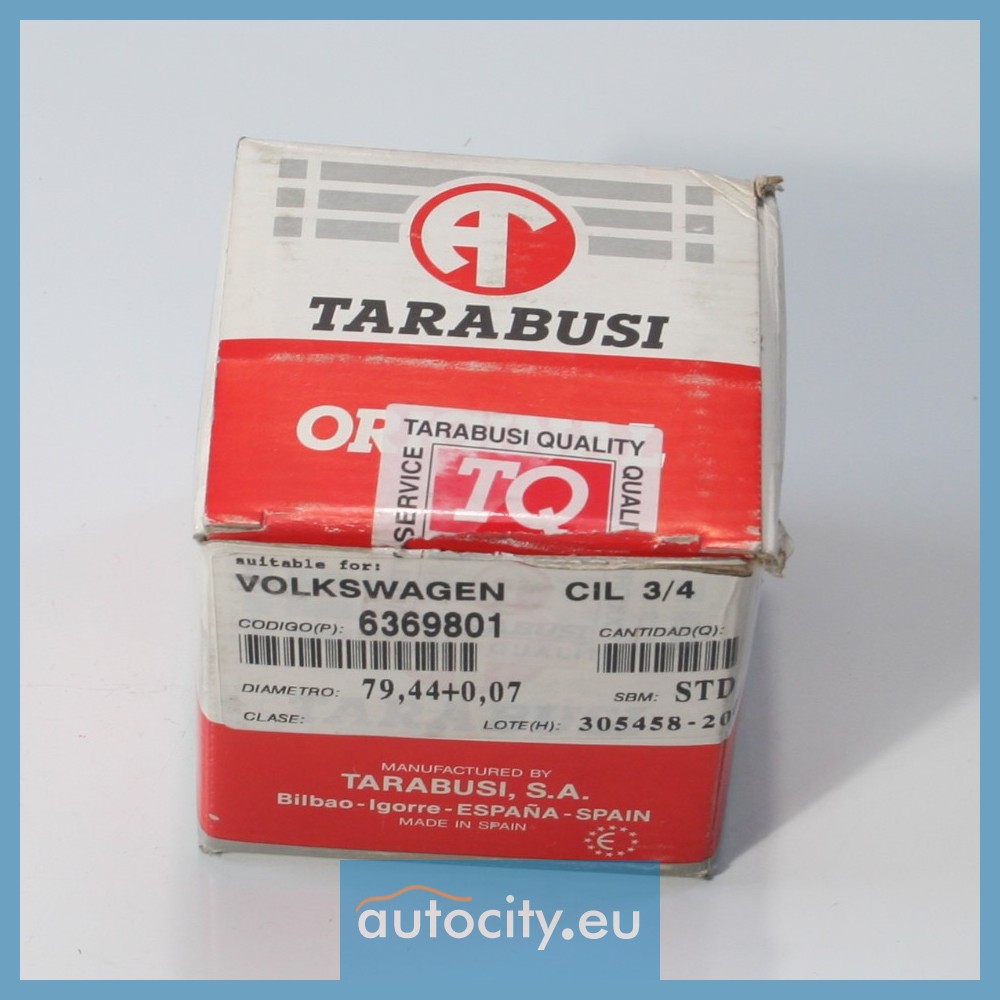 AT
TARABUSI
TARABUSI QUALITY
SERVICE
TQ
suitable for:
VOLKSWAGEN CIL 3/4
CODIGO(P): 6369801
CANTIDAD(Q):
DIAMETRO: 79,44+0,07
SBM: STD
CLASE:
LOTE(H): 305458-20
MANUFACTURED BY
TARABUSI, S.A.
Bilbao-Igorre-ESPAÑA-SPAIN
MADE IN SPAIN
E
autocity.eu